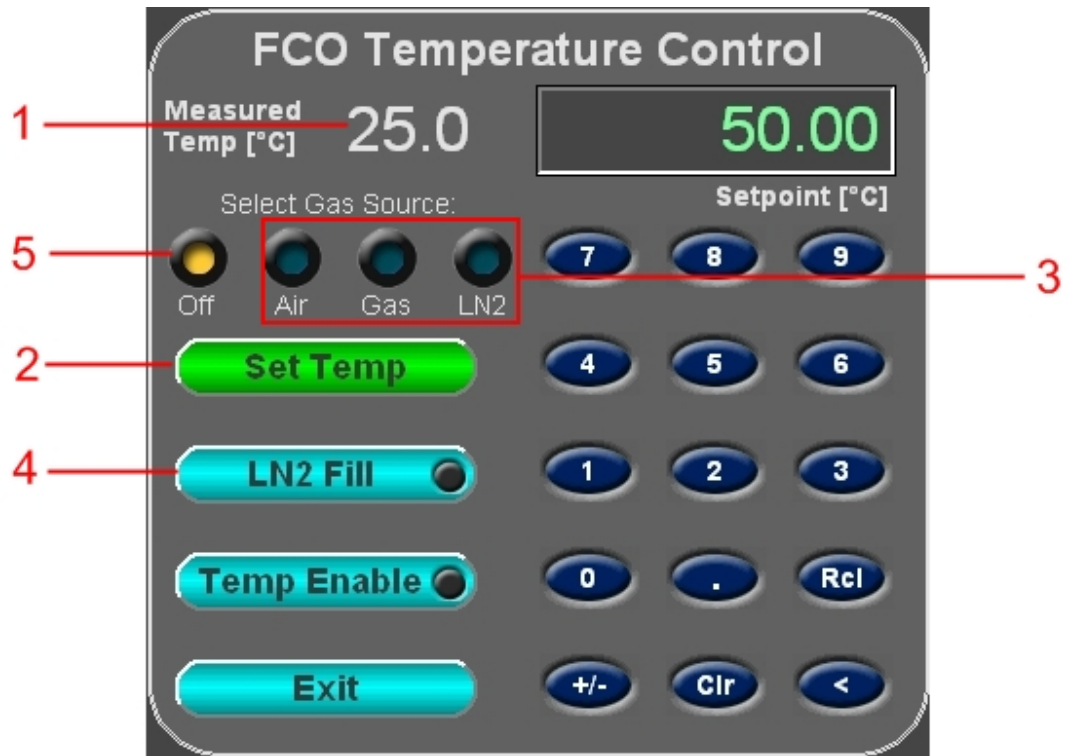 FCO Temperature Control
1
Measured
Temp [°C]
25.0
50.00
Setpoint [°C]
Select Gas Source:
5
Off
Air
Gas
LN2
3
7
8
9
2
Set Temp
4
5
6
4
LN2 Fill
1
2
3
Temp Enable
0
.
Rcl
Exit
+/-
Clr
<